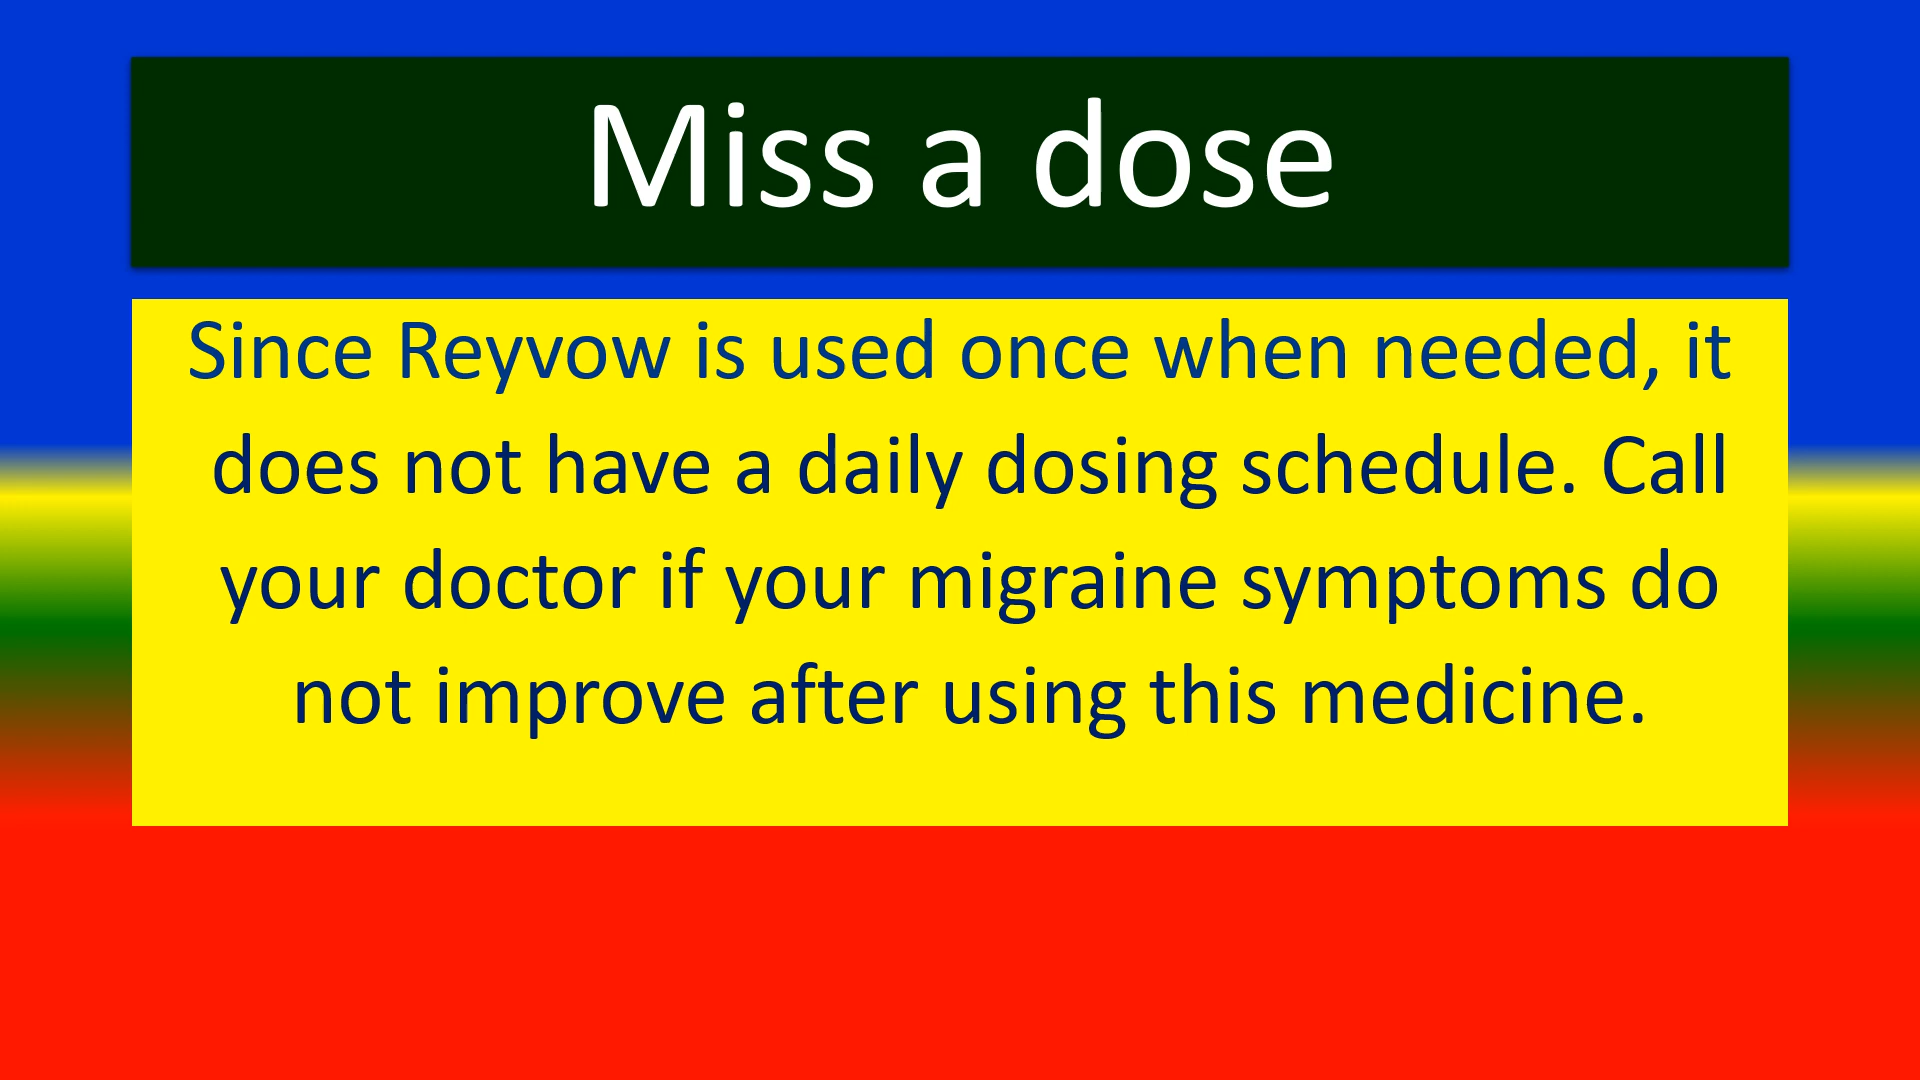 Miss a dose
Since Reyvow is used once when needed, it
does not have a daily dosing schedule. Call
your doctor if your migraine symptoms do
not improve after using this medicine.